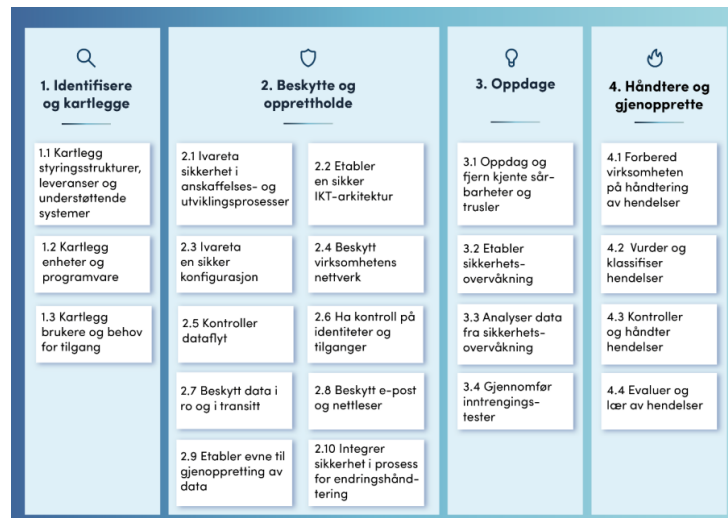 1. Identifisere
og kartlegge
1.1 Kartlegg
styringsstrukturer,
leveranser og
understøttende
systemer
1.2 Kartlegg
enheter og
programvare
1.3 Kartlegg
brukere og behov
for tilgang
2. Beskytte og
opprettholde
2.1 Ivareta
sikkerhet i
anskaffelses- og
utviklingsprosesser
2.2 Etabler
en sikker
IKT-arkitektur
2.3 Ivareta
en sikker
konfigurasjon
2.4 Beskytt
virksomhetens
nettverk
2.5 Kontroller
dataflyt
2.6 Ha kontroll på
identiteter og
tilganger
2.7 Beskytt data i
ro og i transitt
2.8 Beskytt e-post
og nettleser
2.9 Etabler evne til
gjenoppretting av
data
2.10 Integrer
sikkerhet i prosess
for endringshånd-
tering
3. Oppdage
3.1 Oppdag og
fjern kjente sår-
barheter og
trusler
3.2 Etabler
sikkerhets-
overvåkning
3.3 Analyser data
fra sikkerhets-
overvåkning
3.4 Gjennomfør
inntrengings-
tester
4. Håndtere og
gjenopprette
4.1 Forbered
virksomheten
på håndtering
av hendelser
4.2 Vurder og
klassifiser
hendelser
4.3 Kontroller
og håndter
hendelser
4.4 Evaluer og
lær av hendelser